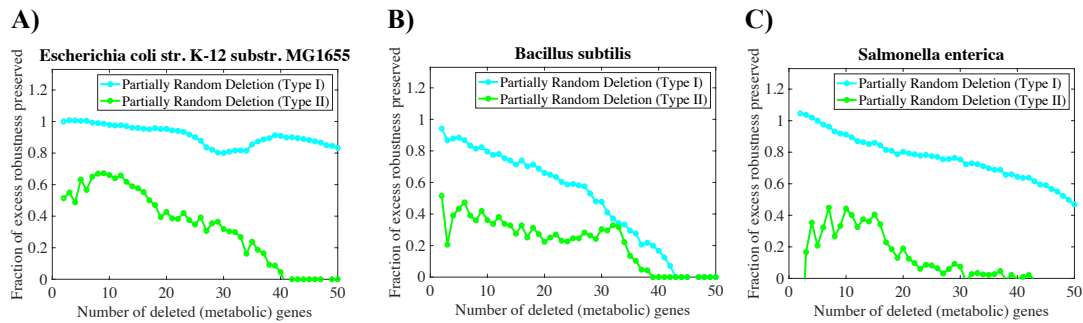 A)
Escherichia coli str. K-12 substr. MG1655
Fraction of excess robustness preserved
1.2
1
0.8
0.6
0.4
0.2
0
Partially Random Deletion (Type I)
Partially Random Deletion (Type II)
0
10
20
30
40
50
Number of deleted (metabolic) genes
B)
Bacillus subtilis
Fraction of excess robustness preserved
1.2
1
0.8
0.6
0.4
0.2
0
Partially Random Deletion (Type I)
Partially Random Deletion (Type II)
0
10
20
30
40
50
Number of deleted (metabolic) genes
C)
Salmonella enterica
Fraction of excess robustness preserved
1.2
1
0.8
0.6
0.4
0.2
0
Partially Random Deletion (Type I)
Partially Random Deletion (Type II)
0
10
20
30
40
50
Number of deleted (metabolic) genes